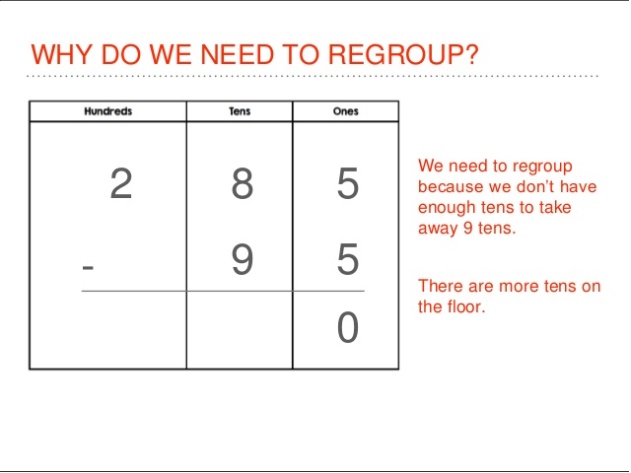 WHY DO WE NEED TO REGROUP?
Hundreds Tens Ones
2 8 5
- 9 5
0
We need to regroup
because we don't have
enough tens to take
away 9 tens.
There are more tens on
the floor.